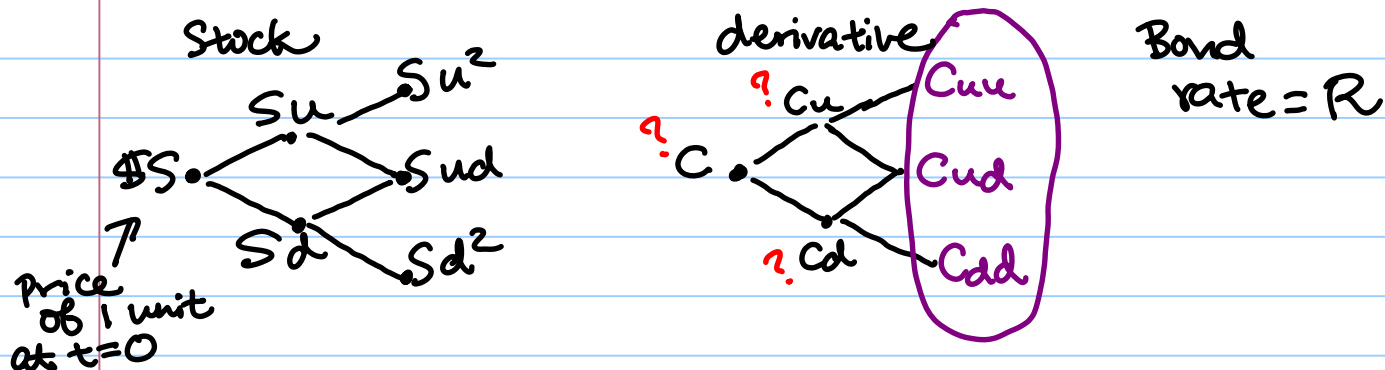 Stock
Su²
Su
$S
Sud
Sd
Sd²
Price
of 1 unit
at t=0
derivative
? Cu
Cuu
? C
Cud
? Cd
Cdd
Bond
rate = R